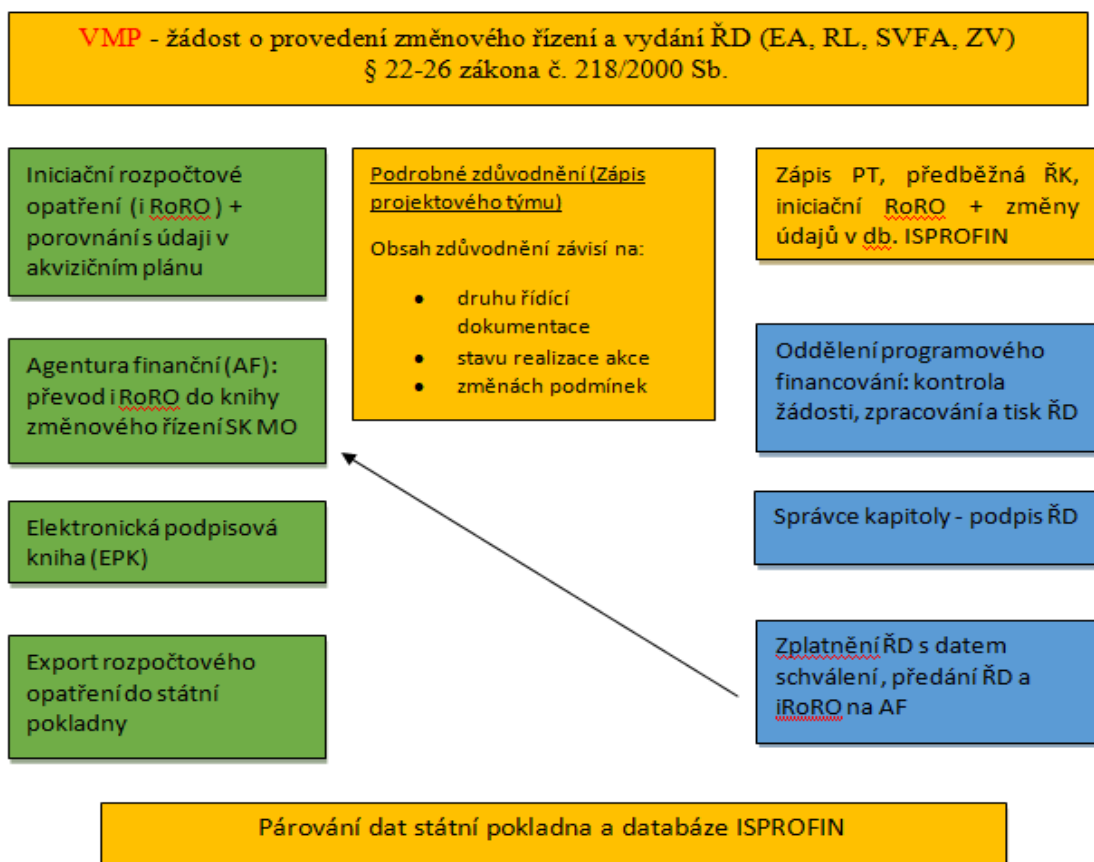 VMP - žádost o provedení změnového řízení a vydání ŘD (EA, RL, SVFA, ZV)
§ 22-26 zákona č. 218/2000 Sb.
Iniciační rozpočtové
opatření (i RoRO ) +
porovnání s údaji v
akvizičním plánu
Agentura finanční (AF):
převod i RoRO do knihy
změnového řízení SK MO
Elektronická podpisová
kniha (EPK)
Export rozpočtového
opatření do státní
pokladny
Podrobné zdůvodnění (Zápis
projektového týmu)
Obsah zdůvodnění závisí na:
• druhu řídící
dokumentace
• stavu realizace akce
• změnách podmínek
Zápis PT, předběžná ŘK,
iniciační RoRO + změny
údajů v db. ISPROFIN
Oddělení programového
financování: kontrola
žádosti, zpracování a tisk ŘD
Správce kapitoly - podpis ŘD
Zplatnění ŘD s datem
schválení , předání ŘD a
iRoRO na AF
Párování dat státní pokladna a databáze ISPROFIN